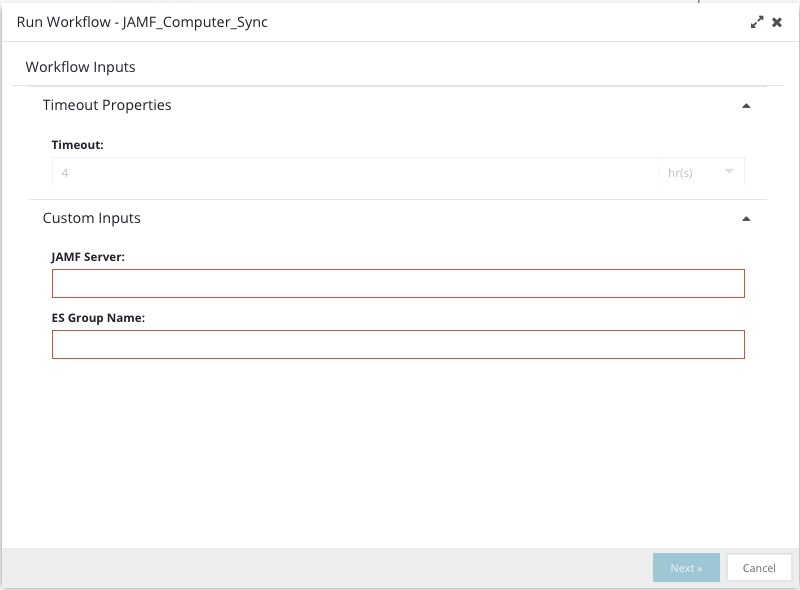 Run Workflow - JAMF_Computer_Sync
Workflow Inputs
Timeout Properties
Timeout:
4 hr(s)
Custom Inputs
JAMF Server:
ES Group Name:
Next » Cancel